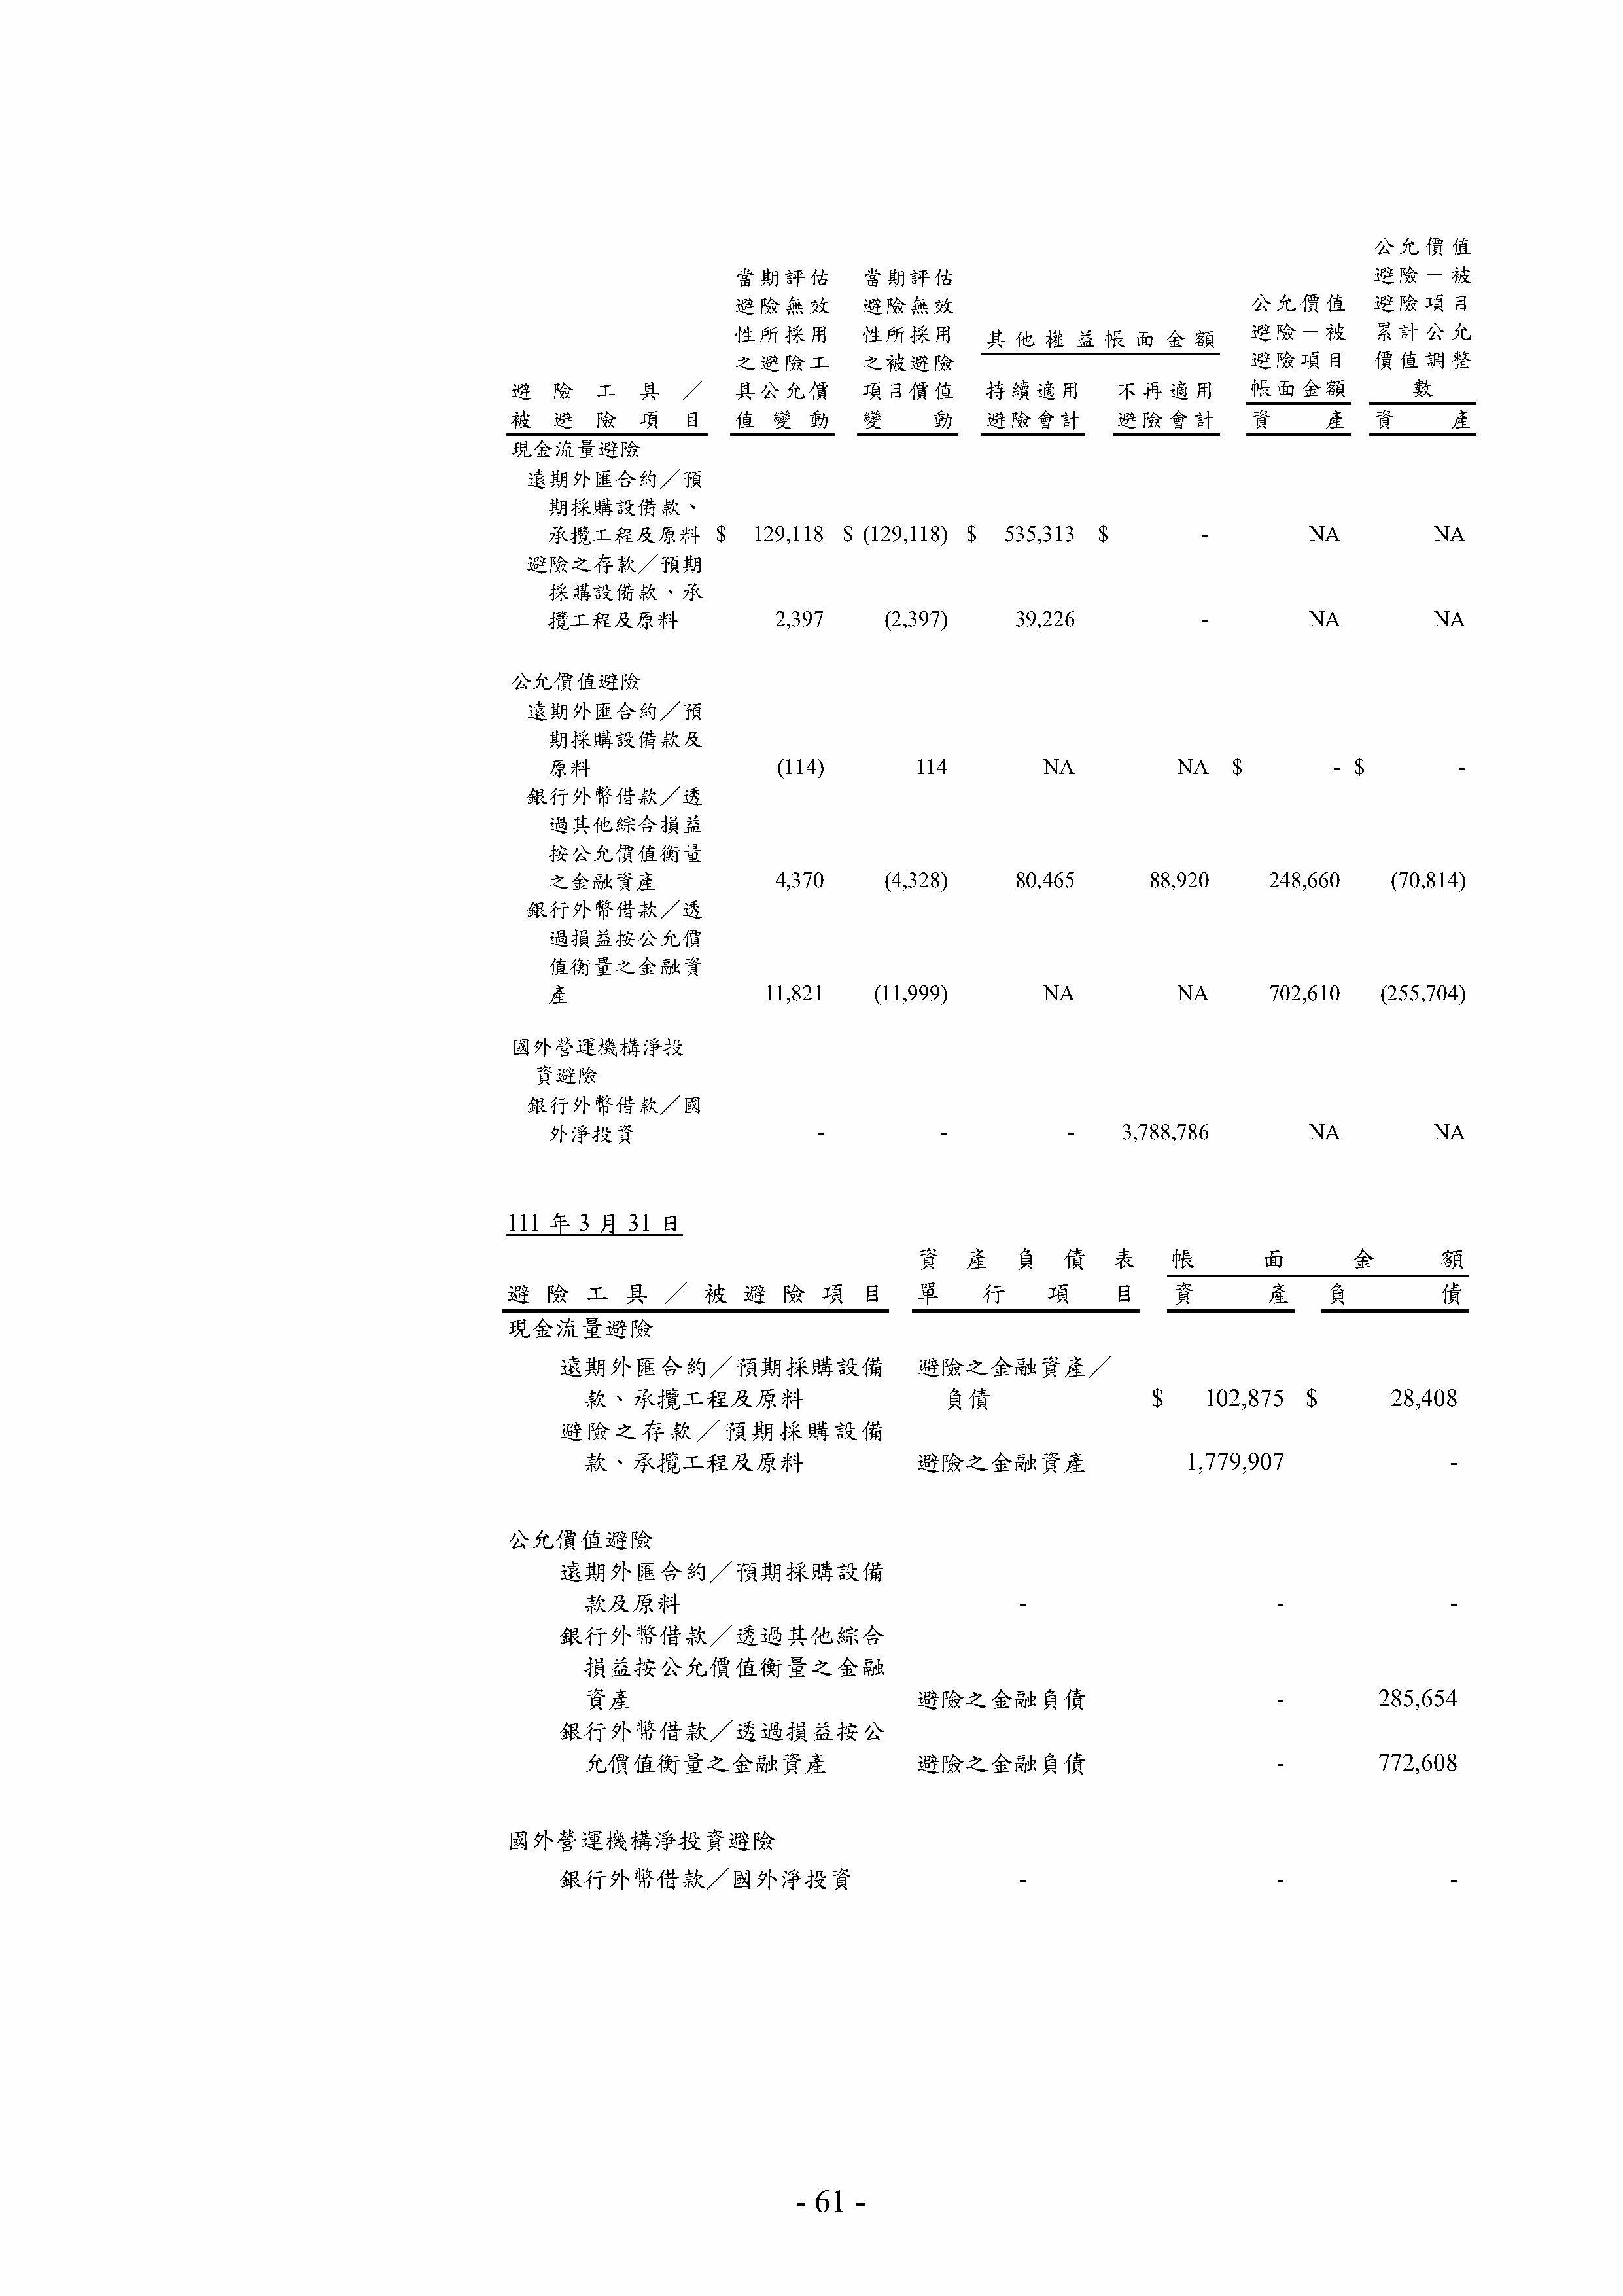 公允價值
當期評估 當期評估 避險－被
避險無效 避險無效 公允價值 避險項目
性所採用 性所採用 其他權益帳面金額 避險－被 累計公允
之避險工 之被避險 避險項目 價值調整
避險工具／ 具公允價 項目價值 持續適用 不再適用 帳面金額 數
被避險項目 值變動 變動 避險會計 避險會計 資產 資產
現金流量避險
遠期外匯合約／預
期採購設備款、
承攬工程及原料 $ 129,118 $ (129,118) $ 535,313 $ - NA NA
避險之存款／預期
採購設備款、承
攬工程及原料 2,397 (2,397) 39,226 - NA NA
公允價值避險
遠期外匯合約／預
期採購設備款及
原料 (114) 114 NA NA $ - $ -
銀行外幣借款／透
過其他綜合損益
按公允價值衡量
之金融資產 4,370 (4,328) 80,465 88,920 248,660 (70,814)
銀行外幣借款／透
過損益按公允價
值衡量之金融資
產 11,821 (11,999) NA NA 702,610 (255,704)
國外營運機構淨投
資避險
銀行外幣借款／國
外淨投資 - - - 3,788,786 NA NA
111 年 3 月 31 日
資產負債表 帳面金額
避險工具／被避險項目 單行項目 資產 負債
現金流量避險
遠期外匯合約／預期採購設備 避險之金融資產／
款、承攬工程及原料 負債 $ 102,875 $ 28,408
避險之存款／預期採購設備
款、承攬工程及原料 避險之金融資產 1,779,907 -
公允價值避險
遠期外匯合約／預期採購設備
款及原料 - - -
銀行外幣借款／透過其他綜合
損益按公允價值衡量之金融
資產 避險之金融負債 - 285,654
銀行外幣借款／透過損益按公
允價值衡量之金融資產 避險之金融負債 - 772,608
國外營運機構淨投資避險
銀行外幣借款／國外淨投資 - - -
- 61 -